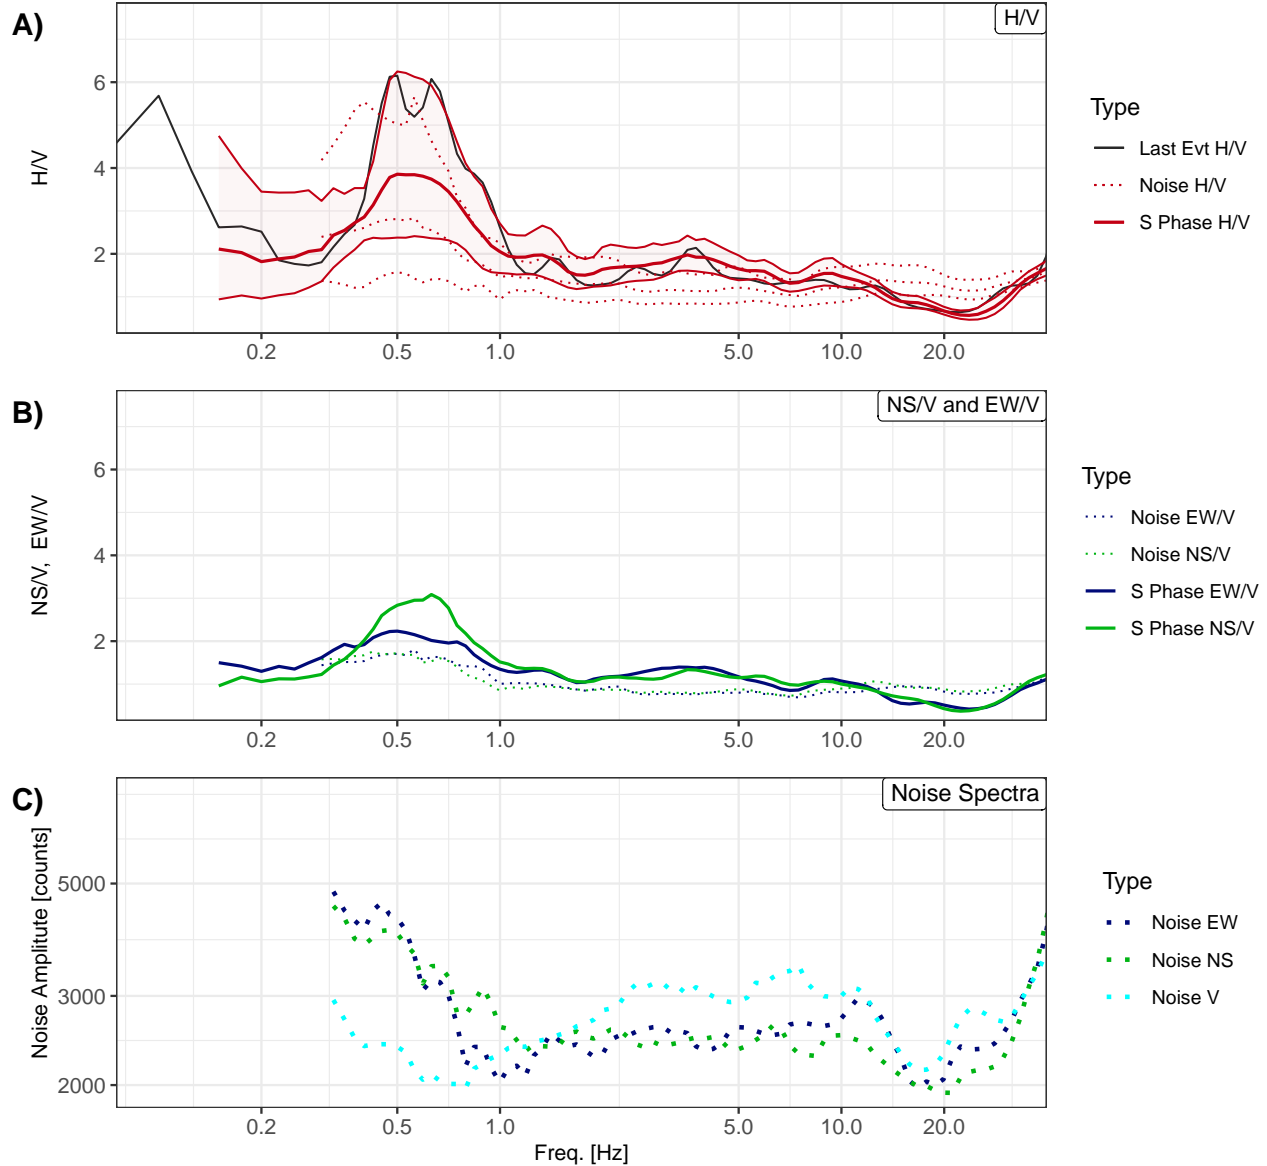 A)
H/V
6
4
2
H/V
0.2 0.5 1.0 5.0 10.0 20.0
Type
Last Evt H/V
Noise H/V
S Phase H/V
B)
NS/V and EW/V
6
4
2
NS/V, EW/V
0.2 0.5 1.0 5.0 10.0 20.0
Type
Noise EW/V
Noise NS/V
S Phase EW/V
S Phase NS/V
C)
Noise Spectra
5000
3000
2000
Noise Amplitude [counts]
0.2 0.5 1.0 5.0 10.0 20.0
Freq. [Hz]
Type
Noise EW
Noise NS
Noise V